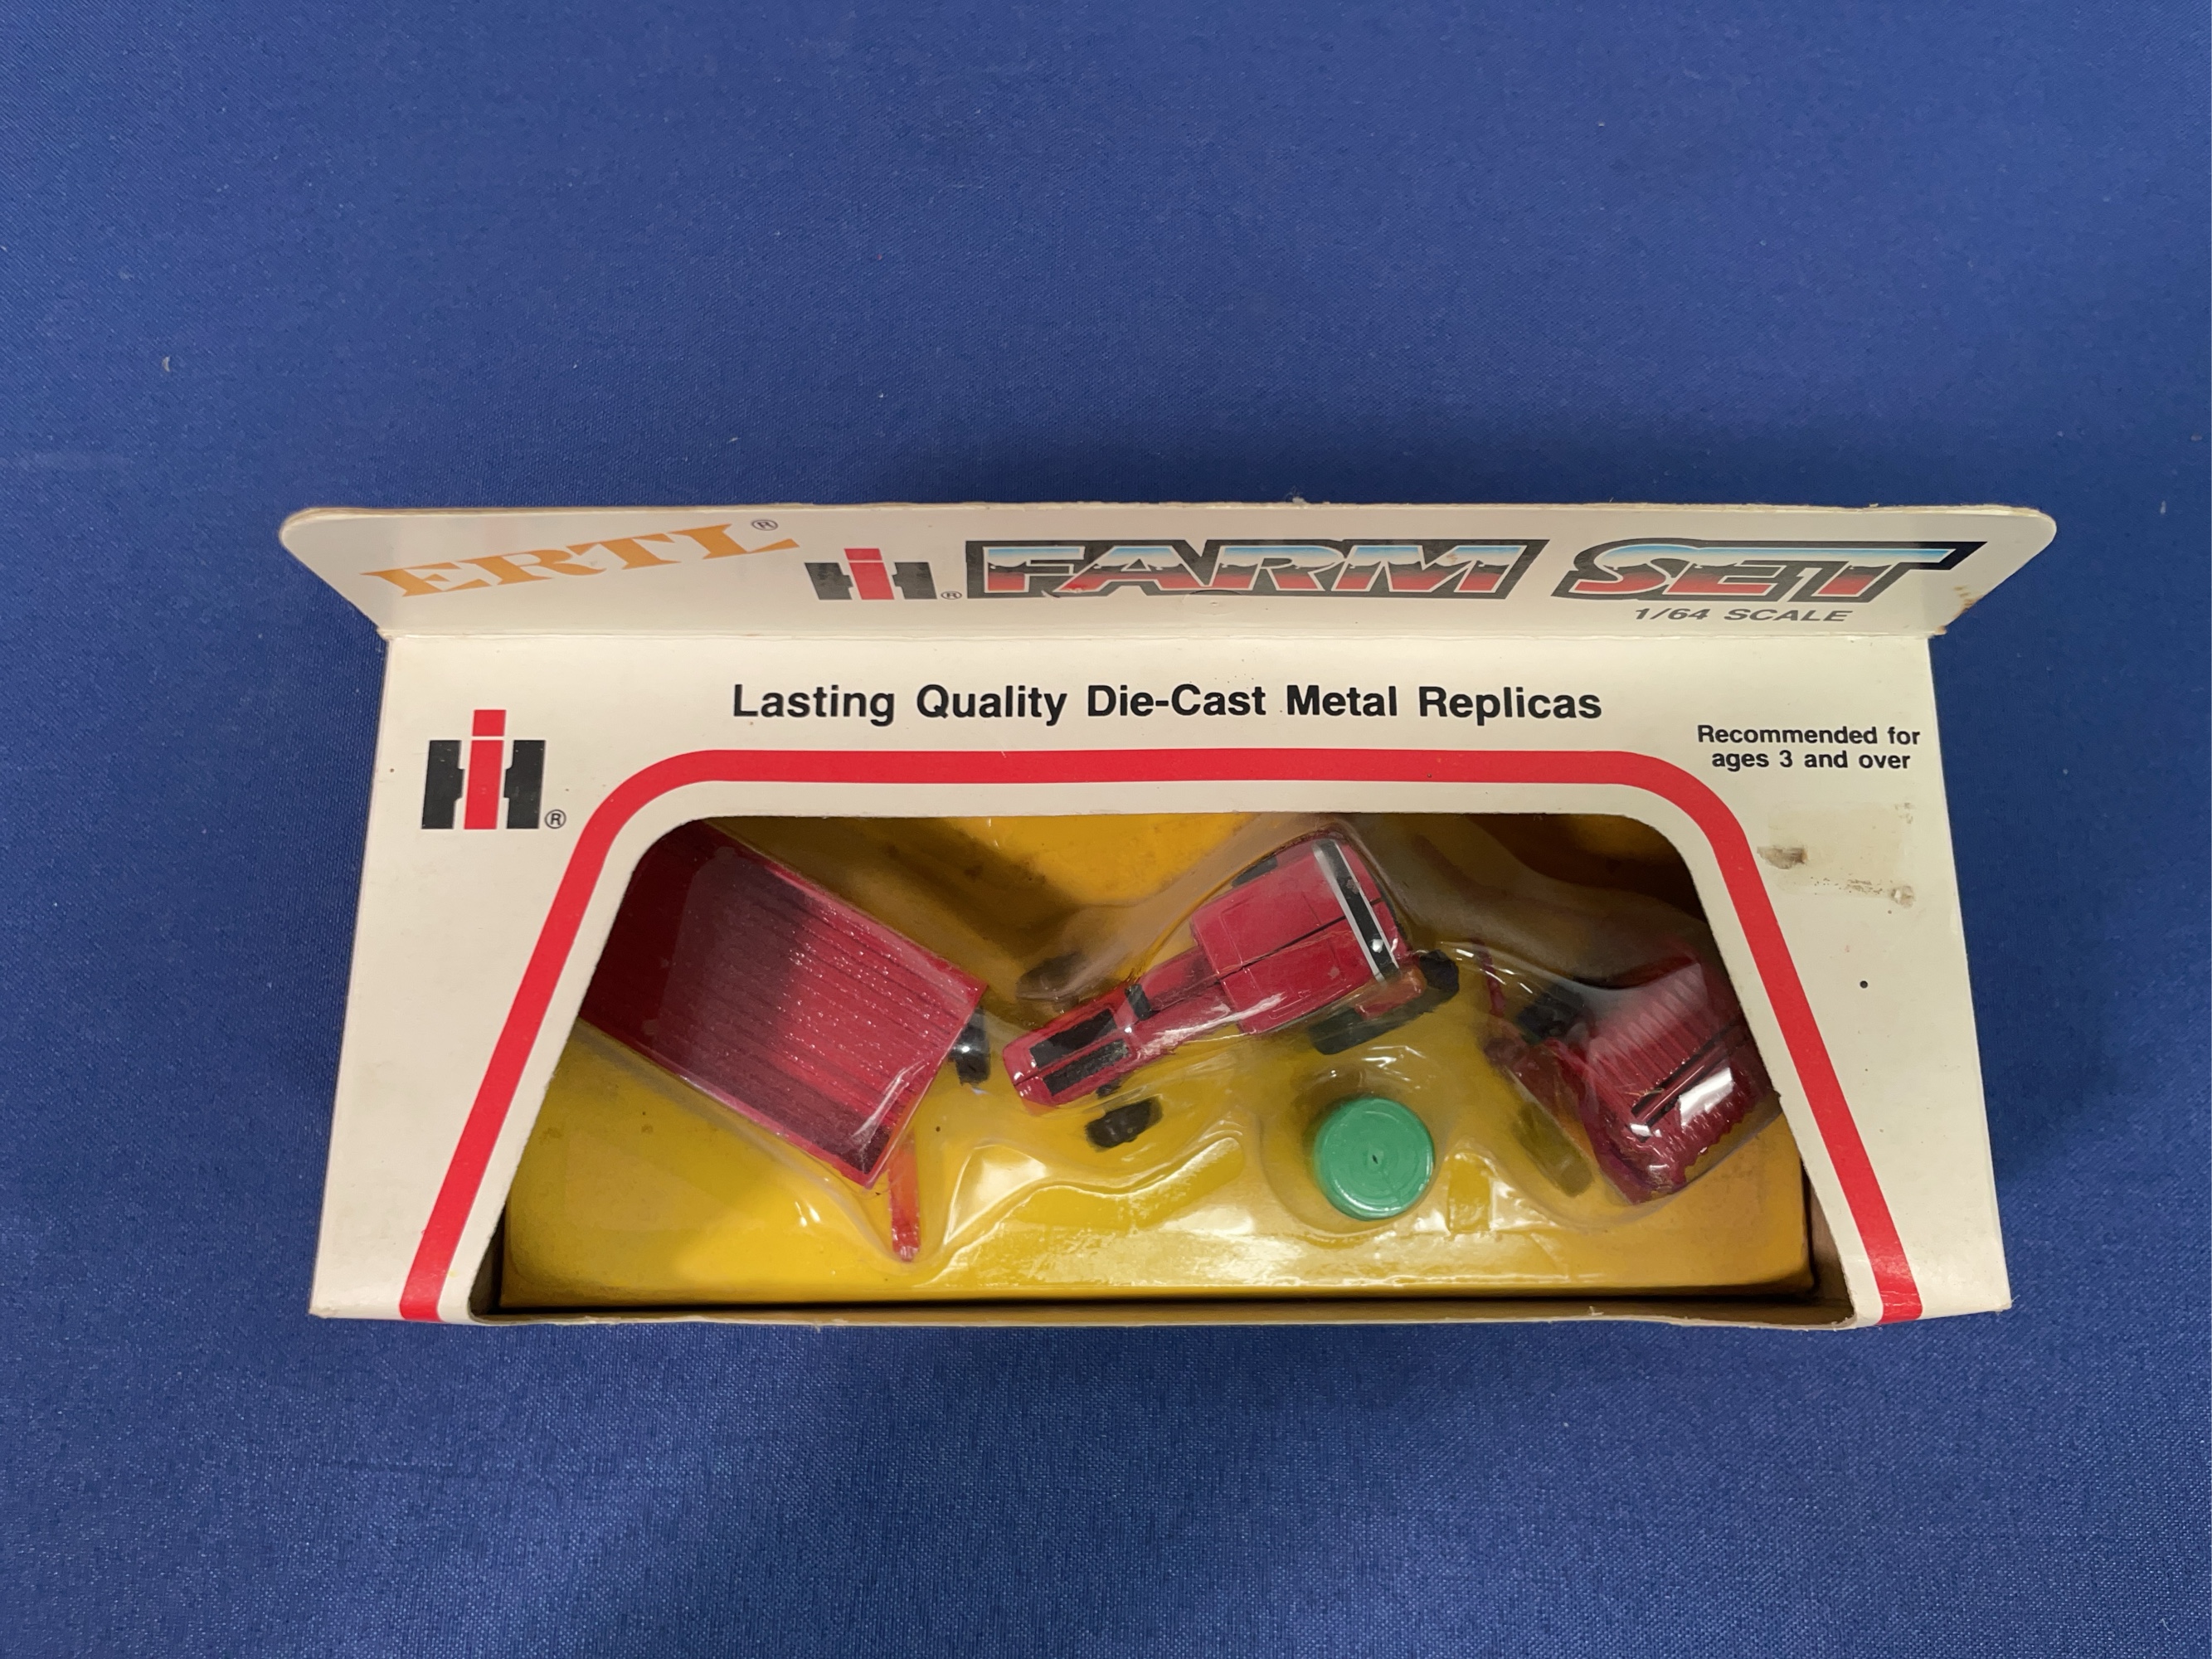 ERTL®
IH® FARM SET
1/64 SCALE
Lasting Quality Die-Cast Metal Replicas
Recommended for
ages 3 and over
IH®